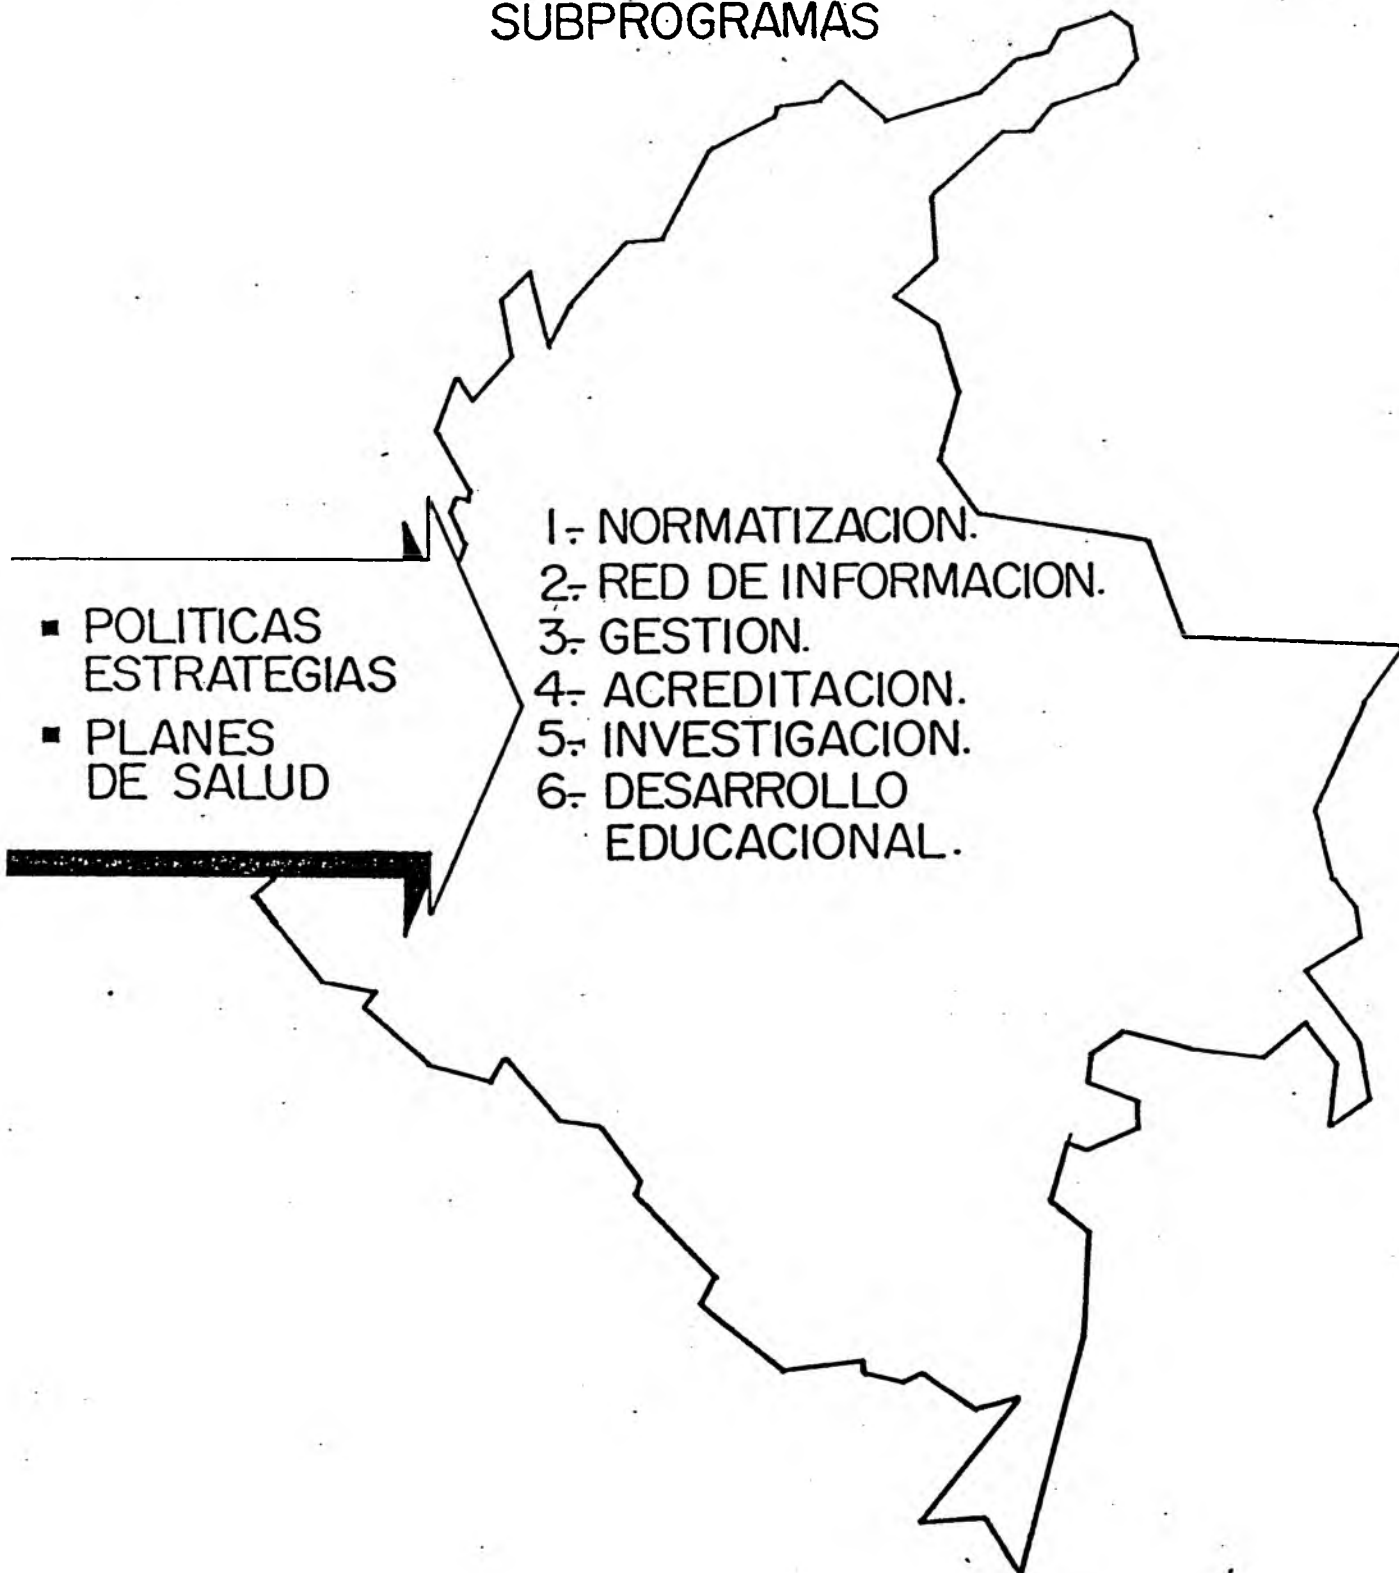 SUBPROGRAMAS
▪ POLITICAS
ESTRATEGIAS
▪ PLANES
DE SALUD
1.- NORMATIZACION.
2.- RED DE INFORMACION.
3.- GESTION.
4.- ACREDITACION.
5.- INVESTIGACION.
6.- DESARROLLO
EDUCACIONAL.